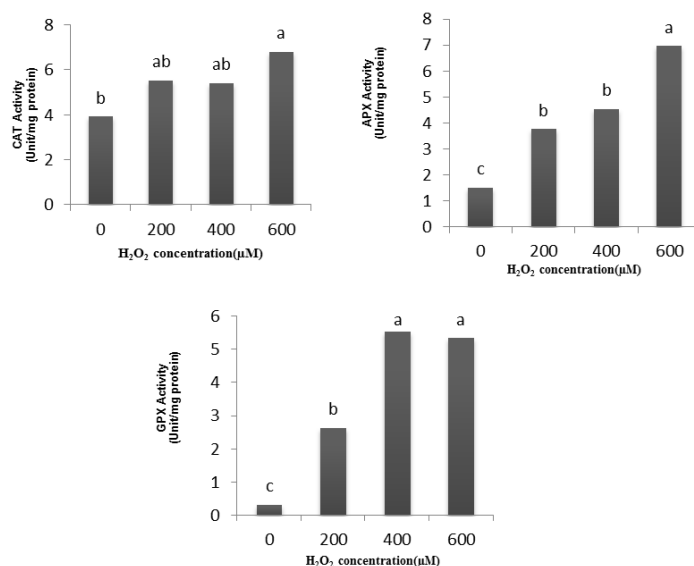 CAT Activity
(Unit/mg protein)
8
6
4
2
0
b
ab
ab
a
0
200
400
600
H₂O₂ concentration(µM)
APX Activity
(Unit/mg protein)
8
7
6
5
4
3
2
1
0
c
b
b
a
0
200
400
600
H₂O₂ concentration(µM)
GPX Activity
(Unit/mg protein)
6
5
4
3
2
1
0
c
b
a
a
0
200
400
600
H₂O₂ concentration(µM)